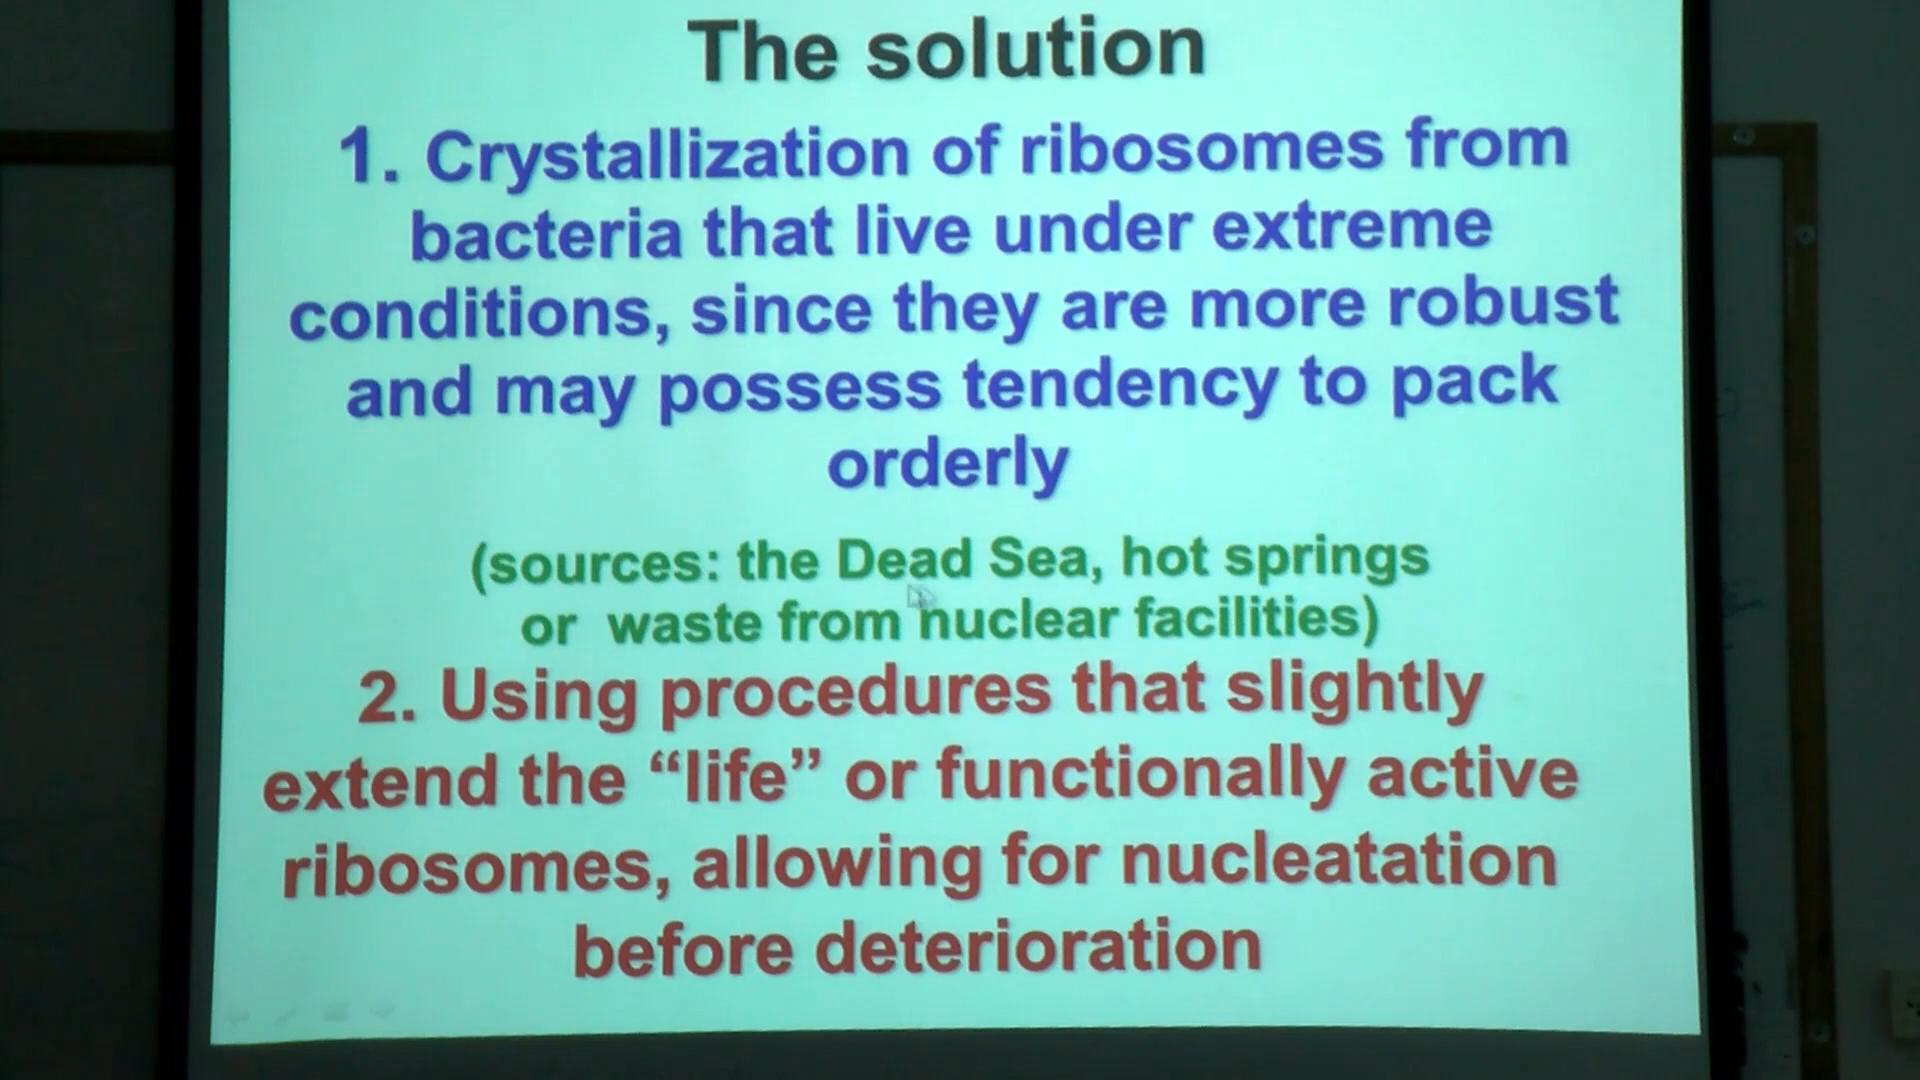 The solution
1. Crystallization of ribosomes from
bacteria that live under extreme
conditions, since they are more robust
and may possess tendency to pack
orderly
(sources: the Dead Sea, hot springs
or waste from nuclear facilities)
2. Using procedures that slightly
extend the “life” or functionally active
ribosomes, allowing for nucleatation
before deterioration